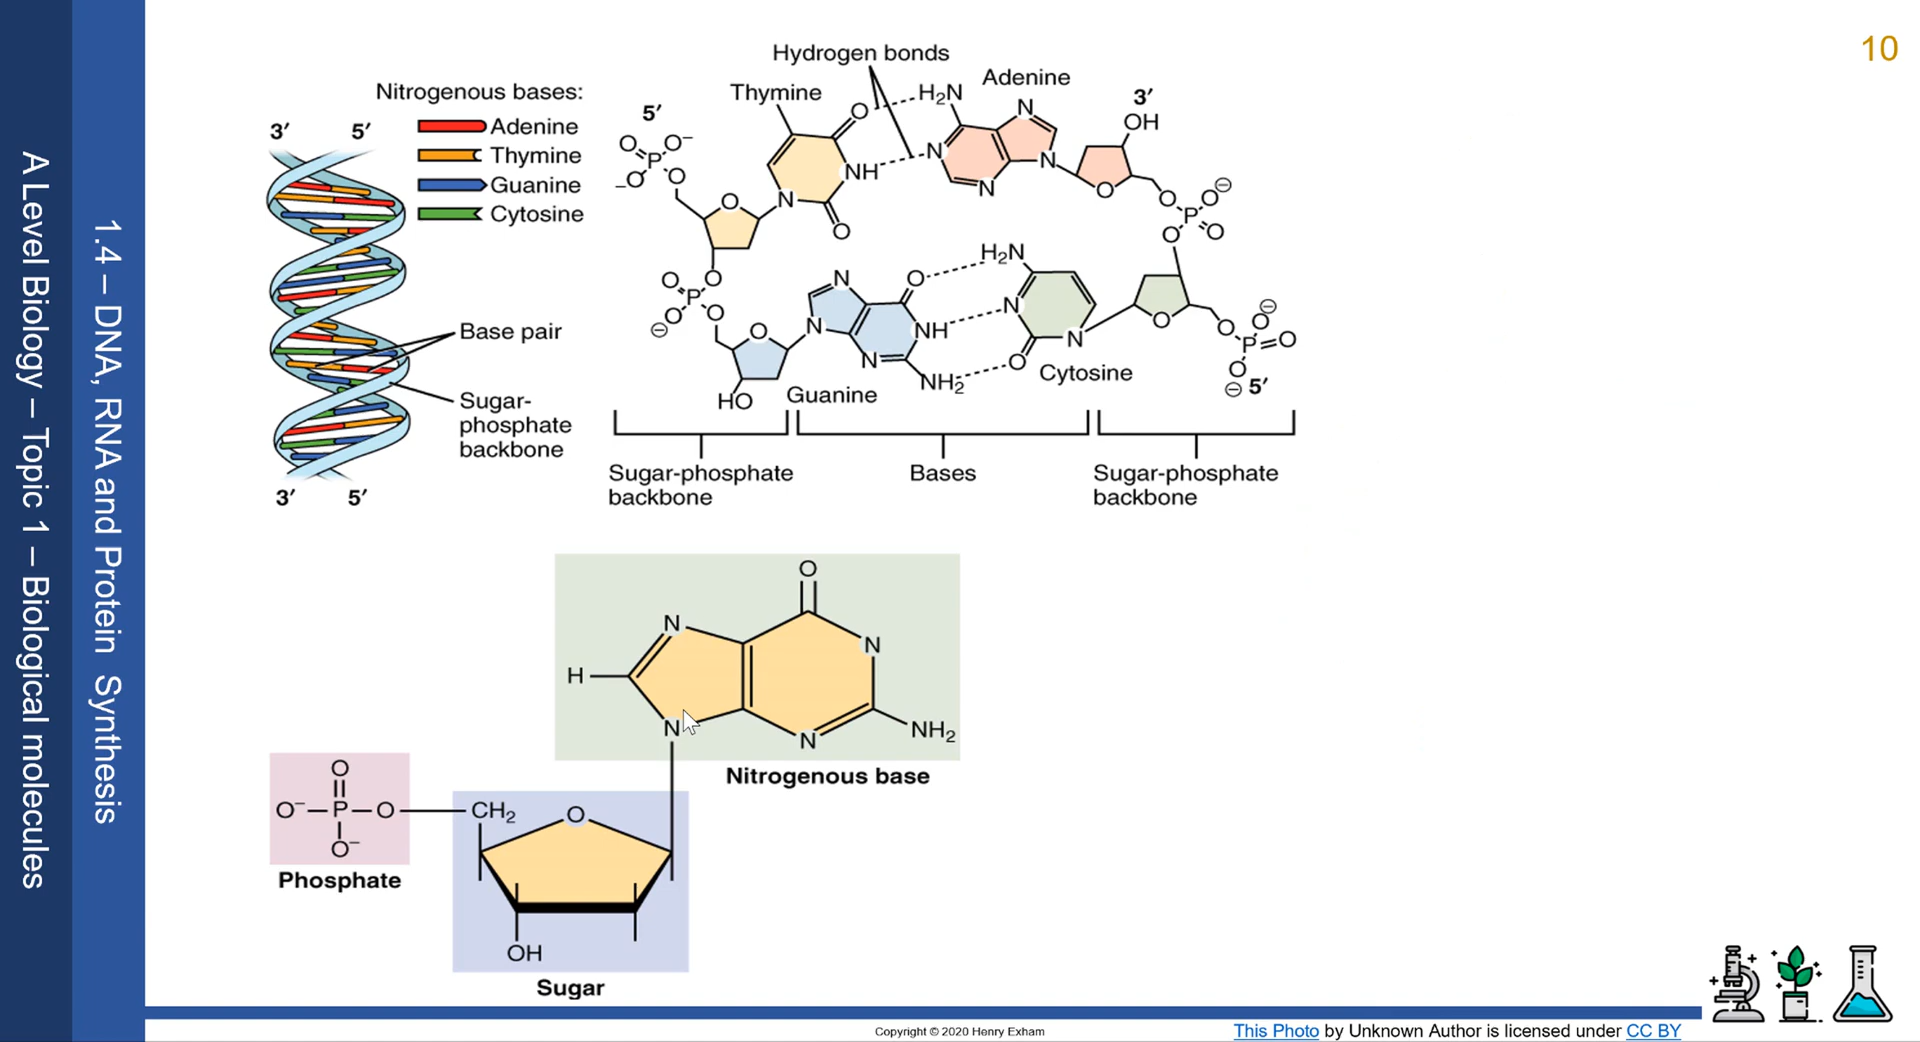 A Level Biology – Topic 1 – Biological molecules
1.4 – DNA, RNA and Protein Synthesis
10
Nitrogenous bases:
Adenine
Thymine
Guanine
Cytosine
3′ 5′
Base pair
Sugar-
phosphate
backbone
3′ 5′
Hydrogen bonds
Thymine
Adenine
5′
3′
O
H₂N
N
OH
O
O⁻
P
⁻O
O
NH
N
N
N
N
O
O
N
O
O
⊖
O
P
O
O
O
O
P
O
O
⊖
N
O
H₂N
N
N
NH
N
N
NH₂
O
O
O
HO
Guanine
Cytosine
O
O
⊖
O
P
O
O
⊖ 5′
Sugar-phosphate
backbone
Bases
Sugar-phosphate
backbone
O
N
N
H
N
N
NH₂
Nitrogenous base
O
O⁻ P O
O⁻
Phosphate
CH₂
O
OH
Sugar
Copyright © 2020 Henry Exham
This Photo by Unknown Author is licensed under CC BY